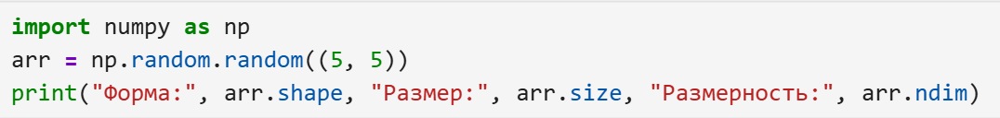 import numpy as np
arr = np.random.random((5, 5))
print("Форма:", arr.shape, "Размер:", arr.size, "Размерность:", arr.ndim)